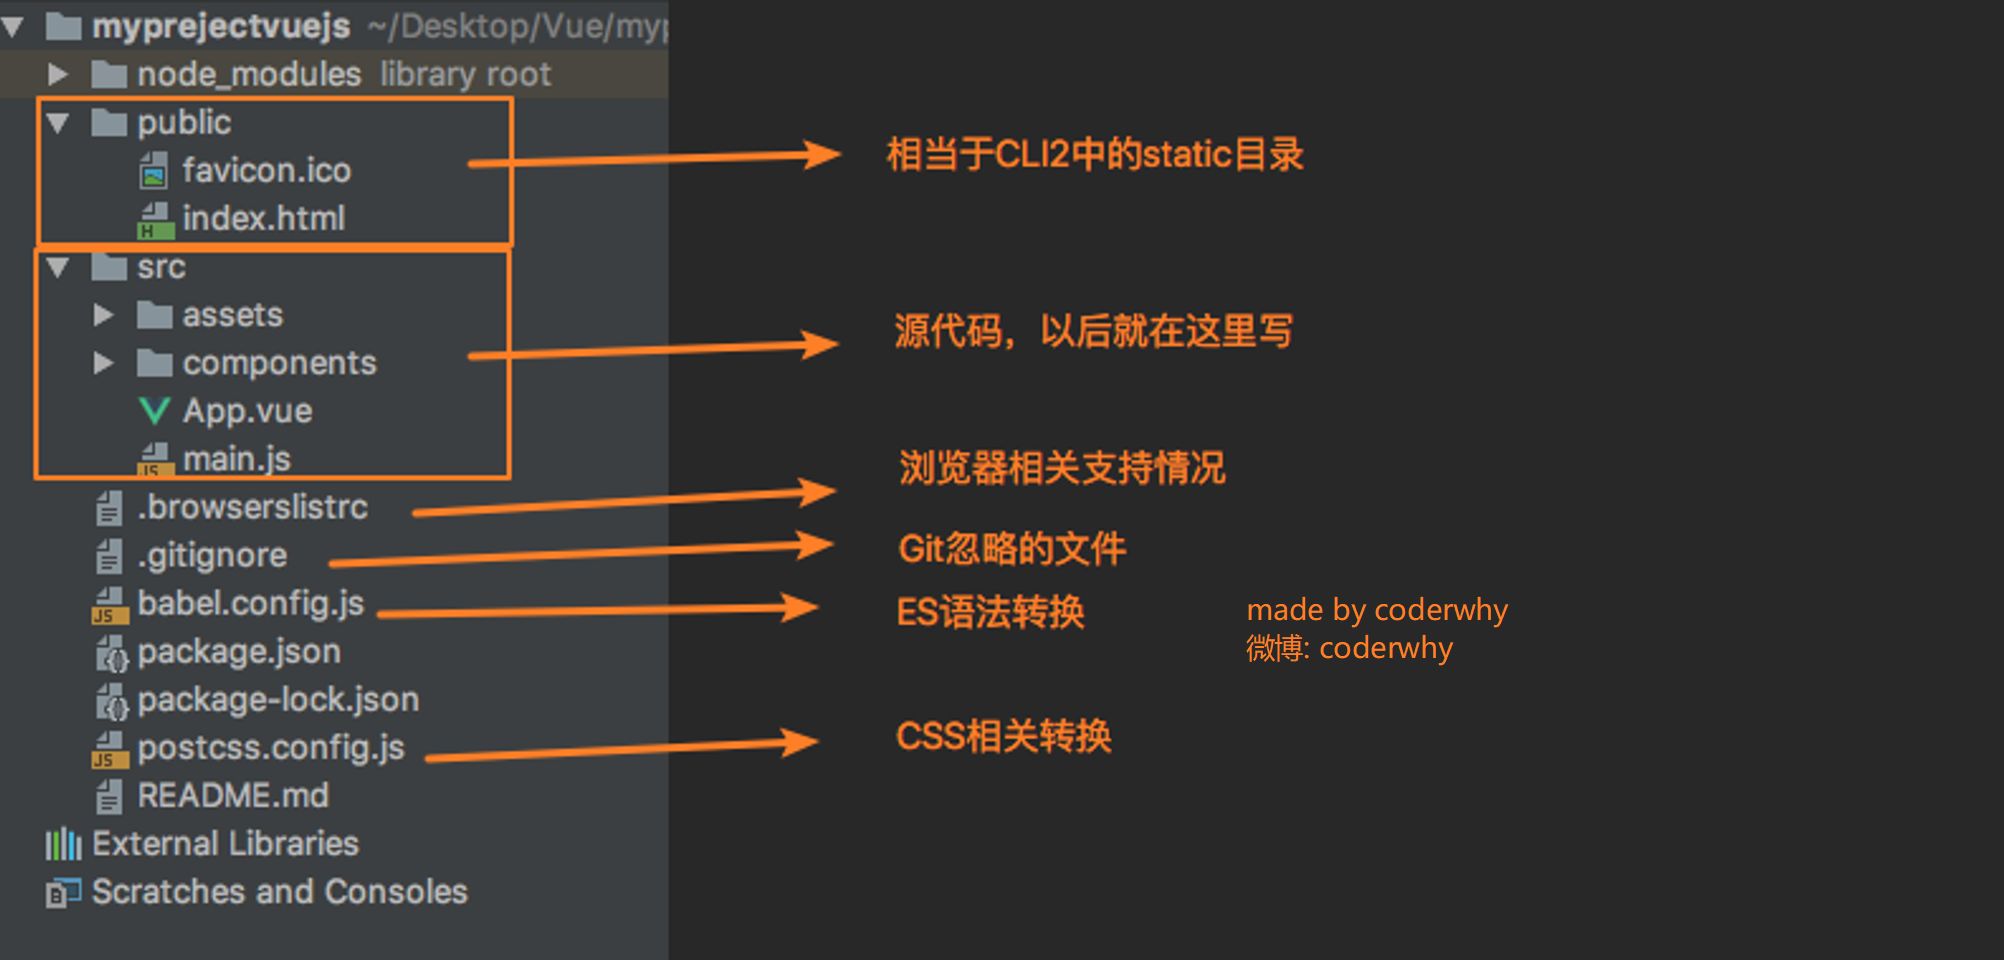 myprejectvuejs ~/Desktop/Vue/myp
node_modules library root
public
favicon.ico
相当于CLI2中的static目录
index.html
src
assets
源代码，以后就在这里写
components
App.vue
main.js
浏览器相关支持情况
.browserslistrc
.gitignore
Git忽略的文件
babel.config.js
ES语法转换
made by coderwhy
微博: coderwhy
package.json
package-lock.json
postcss.config.js
CSS相关转换
README.md
External Libraries
Scratches and Consoles